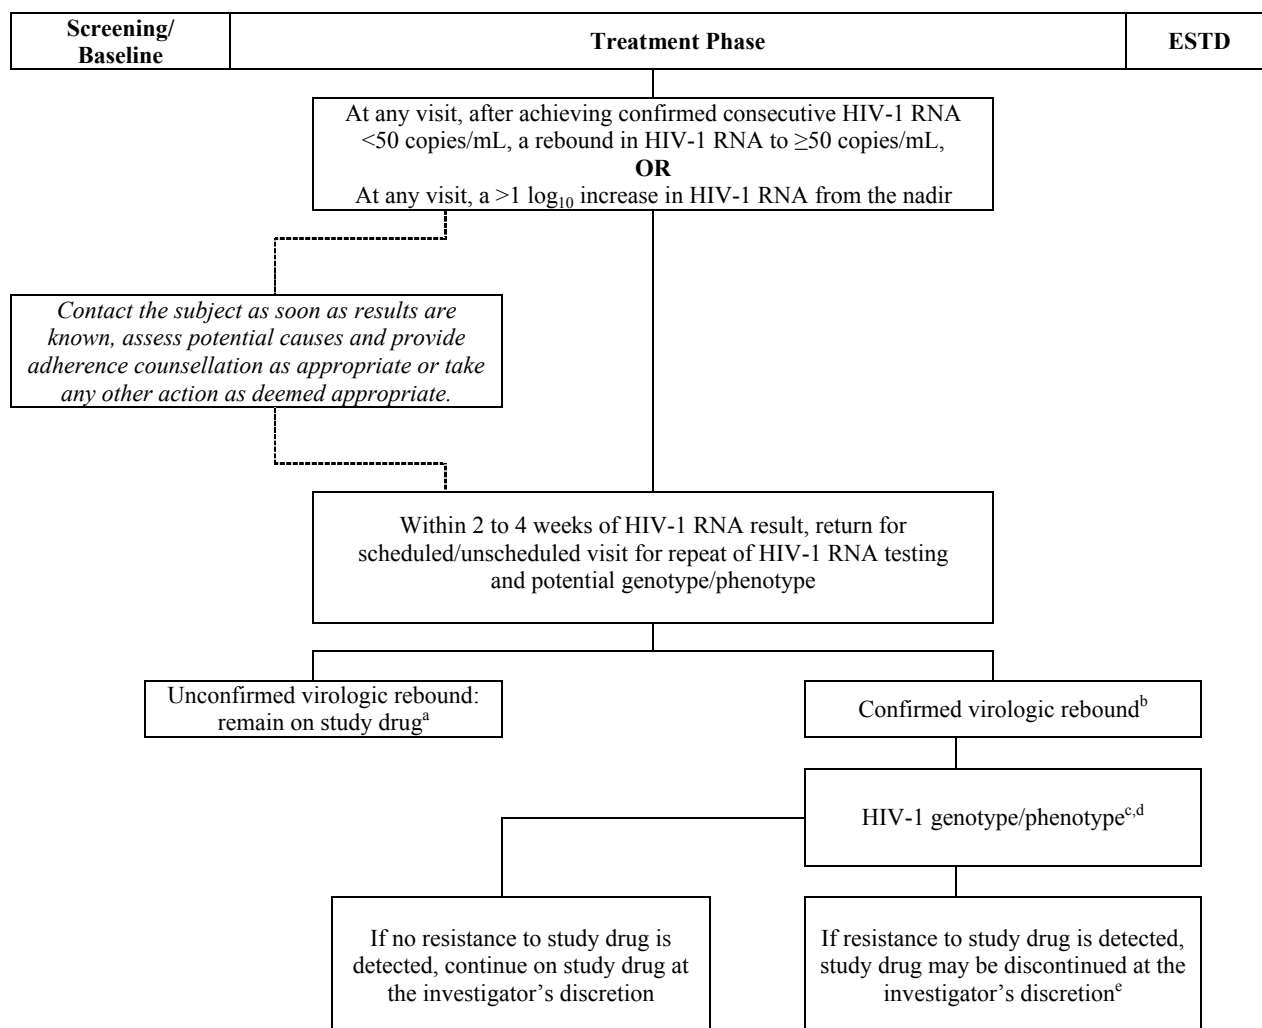 Screening/
Baseline
Treatment Phase
ESTD
At any visit, after achieving confirmed consecutive HIV-1 RNA
<50 copies/mL, a rebound in HIV-1 RNA to ≥50 copies/mL,
OR
At any visit, a >1 log₁₀ increase in HIV-1 RNA from the nadir
Contact the subject as soon as results are
known, assess potential causes and provide
adherence counsellation as appropriate or take
any other action as deemed appropriate.
Within 2 to 4 weeks of HIV-1 RNA result, return for
scheduled/unscheduled visit for repeat of HIV-1 RNA testing
and potential genotype/phenotype
Unconfirmed virologic rebound:
remain on study drugᵃ
Confirmed virologic reboundᵇ
HIV-1 genotype/phenotypeᶜ,ᵈ
If no resistance to study drug is
detected, continue on study drug at
the investigator’s discretion
If resistance to study drug is detected,
study drug may be discontinued at the
investigator’s discretionᵉ